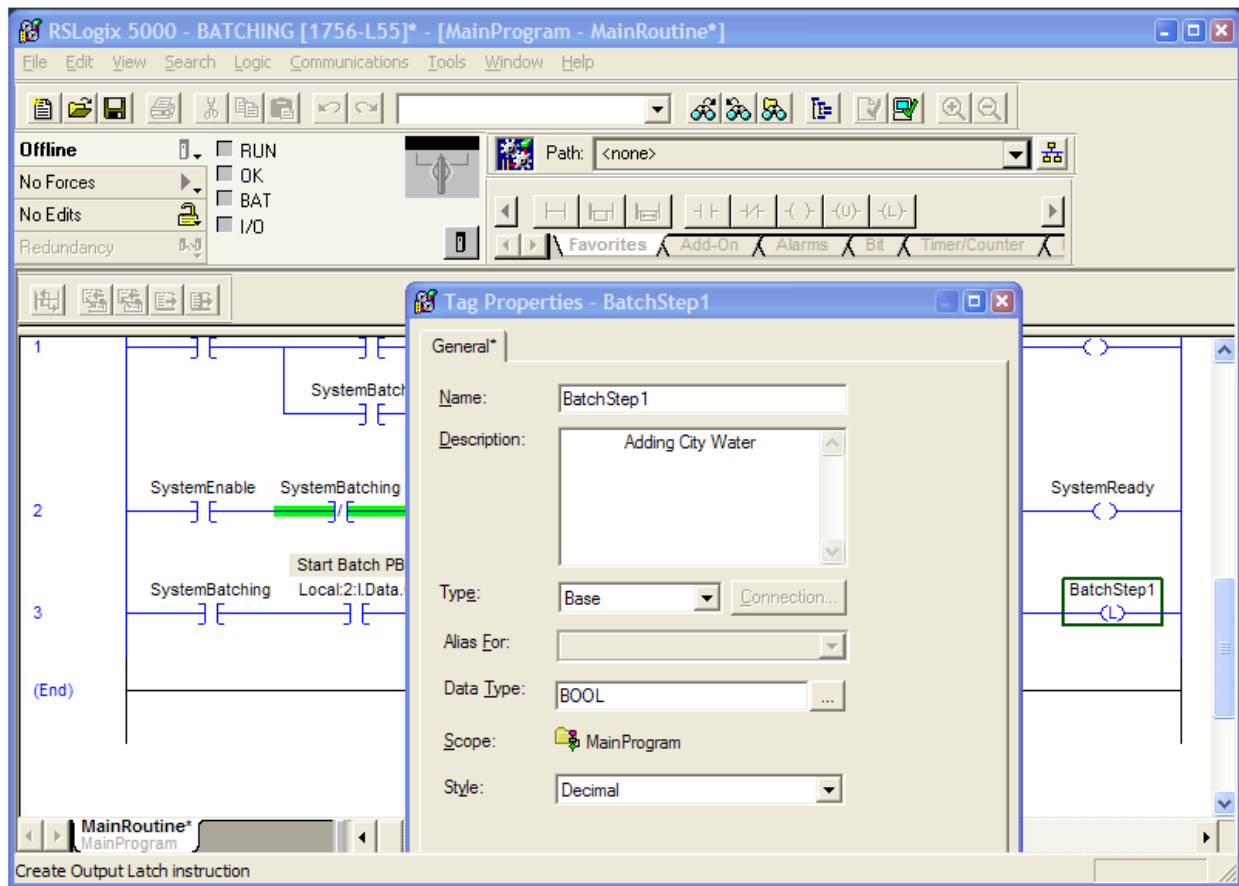 RSLogix 5000 - BATCHING [1756-L55]* - [MainProgram - MainRoutine*]
File Edit View Search Logic Communications Tools Window Help
Offline
RUN
No Forces
OK
No Edits
BAT
Redundancy
I/O
Path: <none>
Favorites Add-On Alarms Bit Timer/Counter
Tag Properties - BatchStep1
General*
Name: BatchStep1
Description: Adding City Water
Type: Base Connection...
Alias For:
Data Type: BOOL ...
Scope: MainProgram
Style: Decimal
1
SystemBatch
SystemEnable SystemBatching SystemReady
2
Start Batch PB
SystemBatching Local:2:I.Data. BatchStep1
3
(L)
(End)
MainRoutine*
MainProgram
Create Output Latch instruction